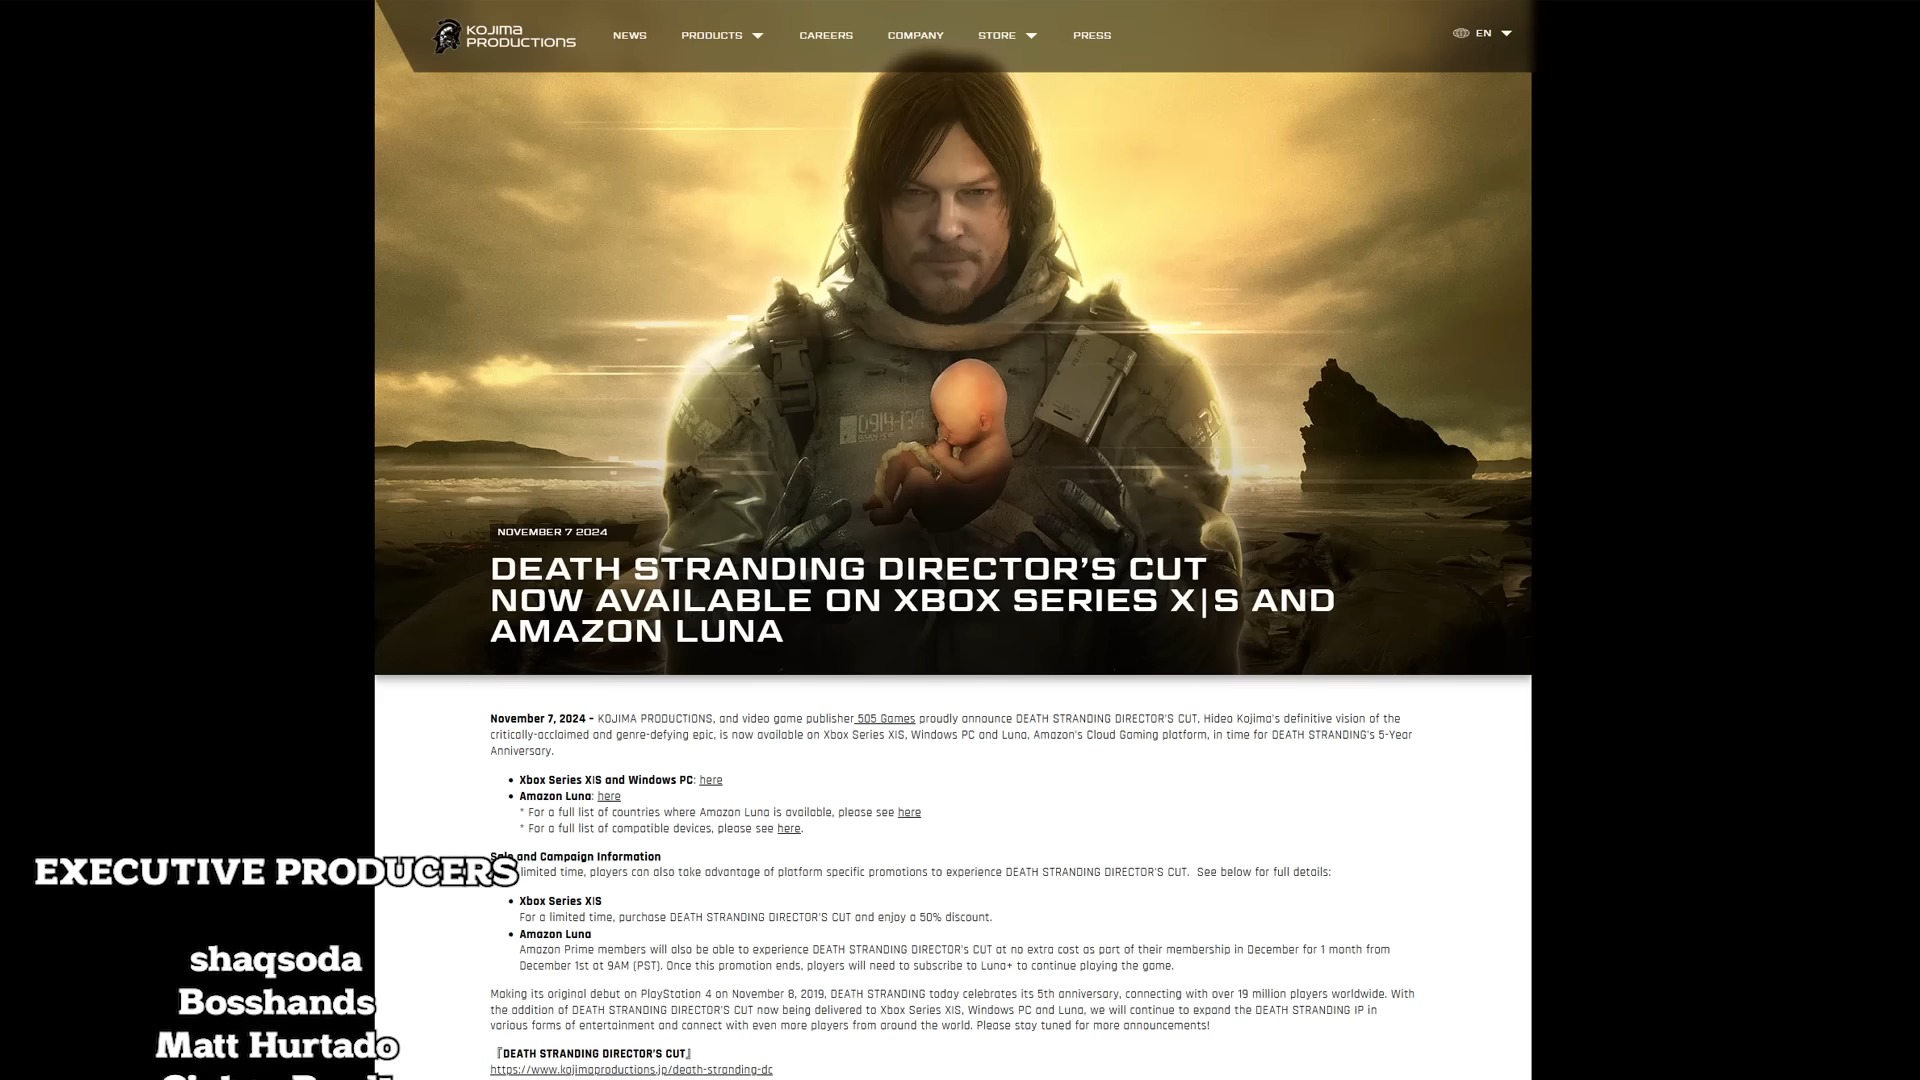 KOJIMA
PRODUCTIONS
NEWS
PRODUCTS
CAREERS
COMPANY
STORE
PRESS
EN
0914-137
NOVEMBER 7 2024
DEATH STRANDING DIRECTOR'S CUT
NOW AVAILABLE ON XBOX SERIES X|S AND
AMAZON LUNA
November 7, 2024 – KOJIMA PRODUCTIONS, and video game publisher 505 Games proudly announce DEATH STRANDING DIRECTOR'S CUT, Hideo Kojima's definitive vision of the
critically-acclaimed and genre-defying epic, is now available on Xbox Series X|S, Windows PC and Luna, Amazon's Cloud Gaming platform, in time for DEATH STRANDING's 5-Year
Anniversary.
• Xbox Series X|S and Windows PC: here
• Amazon Luna: here
* For a full list of countries where Amazon Luna is available, please see here
* For a full list of compatible devices, please see here.
Sale and Campaign Information
limited time, players can also take advantage of platform specific promotions to experience DEATH STRANDING DIRECTOR'S CUT. See below for full details:
• Xbox Series X|S
For a limited time, purchase DEATH STRANDING DIRECTOR'S CUT and enjoy a 50% discount.
• Amazon Luna
Amazon Prime members will also be able to experience DEATH STRANDING DIRECTOR's CUT at no extra cost as part of their membership in December for 1 month from
December 1st at 9AM (PST). Once this promotion ends, players will need to subscribe to Luna+ to continue playing the game.
Making its original debut on PlayStation 4 on November 8, 2019, DEATH STRANDING today celebrates its 5th anniversary, connecting with over 19 million players worldwide. With
the addition of DEATH STRANDING DIRECTOR'S CUT now being delivered to Xbox Series X|S, Windows PC and Luna, we will continue to expand the DEATH STRANDING IP in
various forms of entertainment and connect with even more players from around the world. Please stay tuned for more announcements!
『DEATH STRANDING DIRECTOR'S CUT』
https://www.kojimaproductions.jp/death-stranding-dc
EXECUTIVE PRODUCERS
shaqsoda
Bosshands
Matt Hurtado